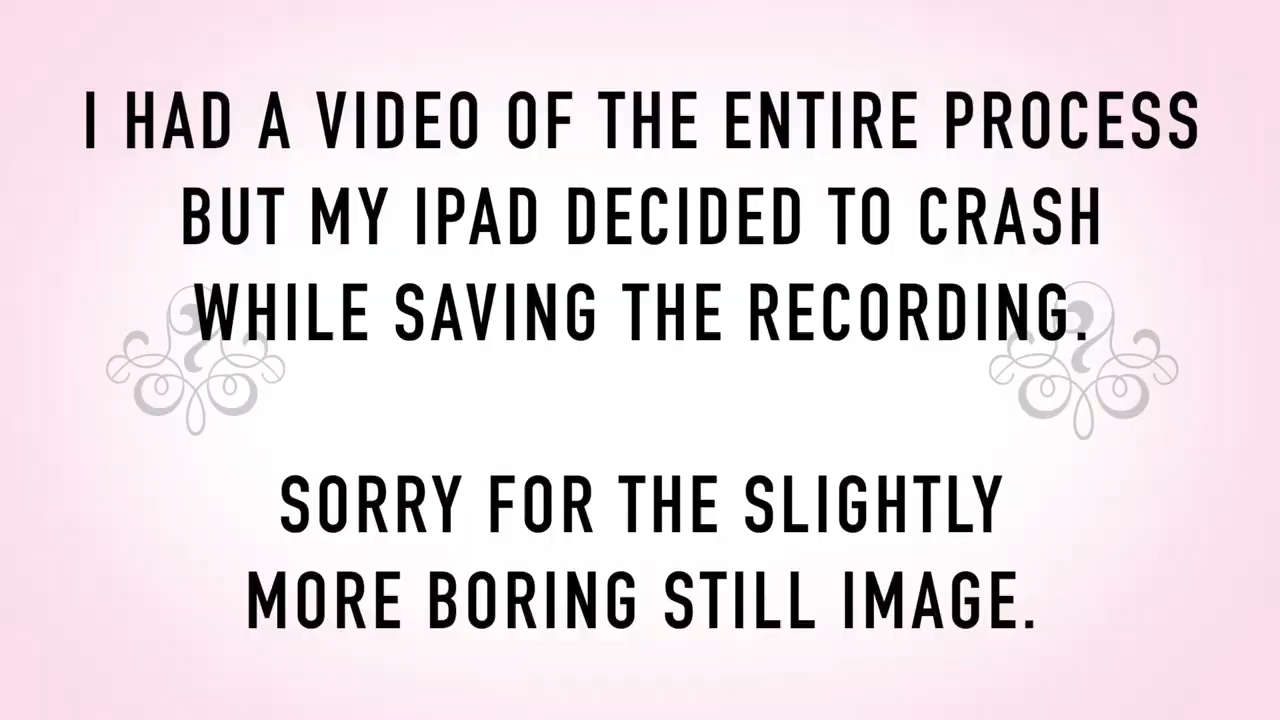 I HAD A VIDEO OF THE ENTIRE PROCESS
BUT MY IPAD DECIDED TO CRASH
WHILE SAVING THE RECORDING.
SORRY FOR THE SLIGHTLY
MORE BORING STILL IMAGE.